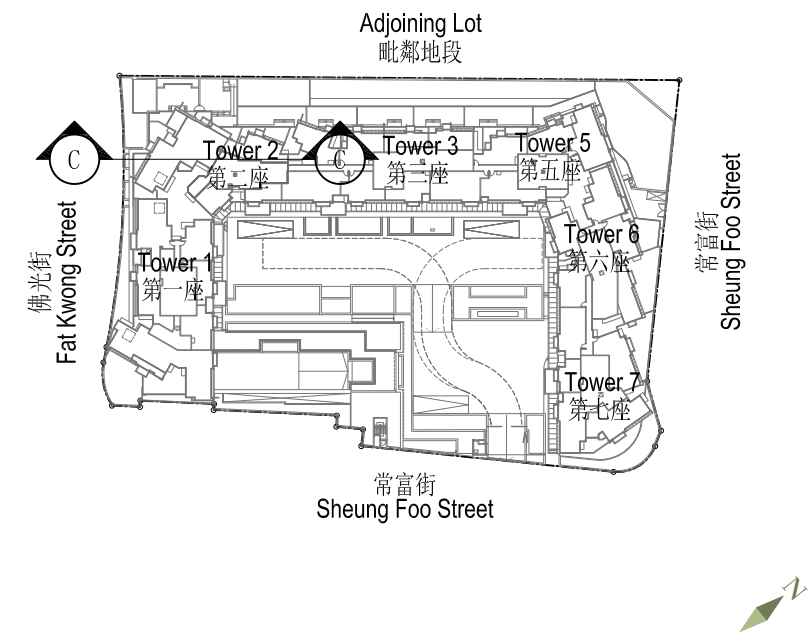 Adjoining Lot
毗鄰地段
C
C
Tower 2
第二座
Tower 3
第三座
Tower 5
第五座
佛光街
Fat Kwong Street
Tower 1
第一座
Tower 6
第六座
常富街
Sheung Foo Street
Tower 7
第七座
常富街
Sheung Foo Street
N